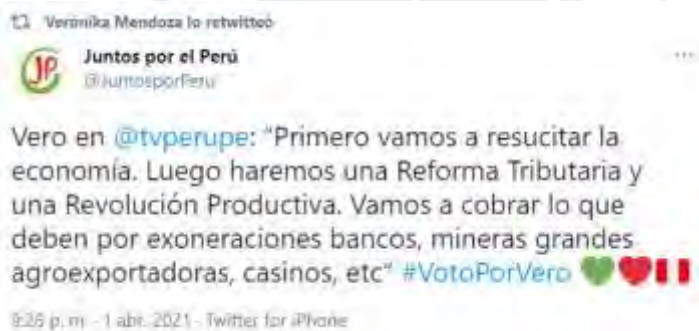 Verónika Mendoza lo retwitteó
JP
Juntos por el Perú
@JuntosporPeru
...
Vero en @tvperupe: “Primero vamos a resucitar la
economía. Luego haremos una Reforma Tributaria y
una Revolución Productiva. Vamos a cobrar lo que
deben por exoneraciones bancos, mineras grandes
agroexportadoras, casinos, etc” #VotoPorVero 💚❤️🇵🇪
9:26 p. m. · 1 abr. 2021 · Twitter for iPhone